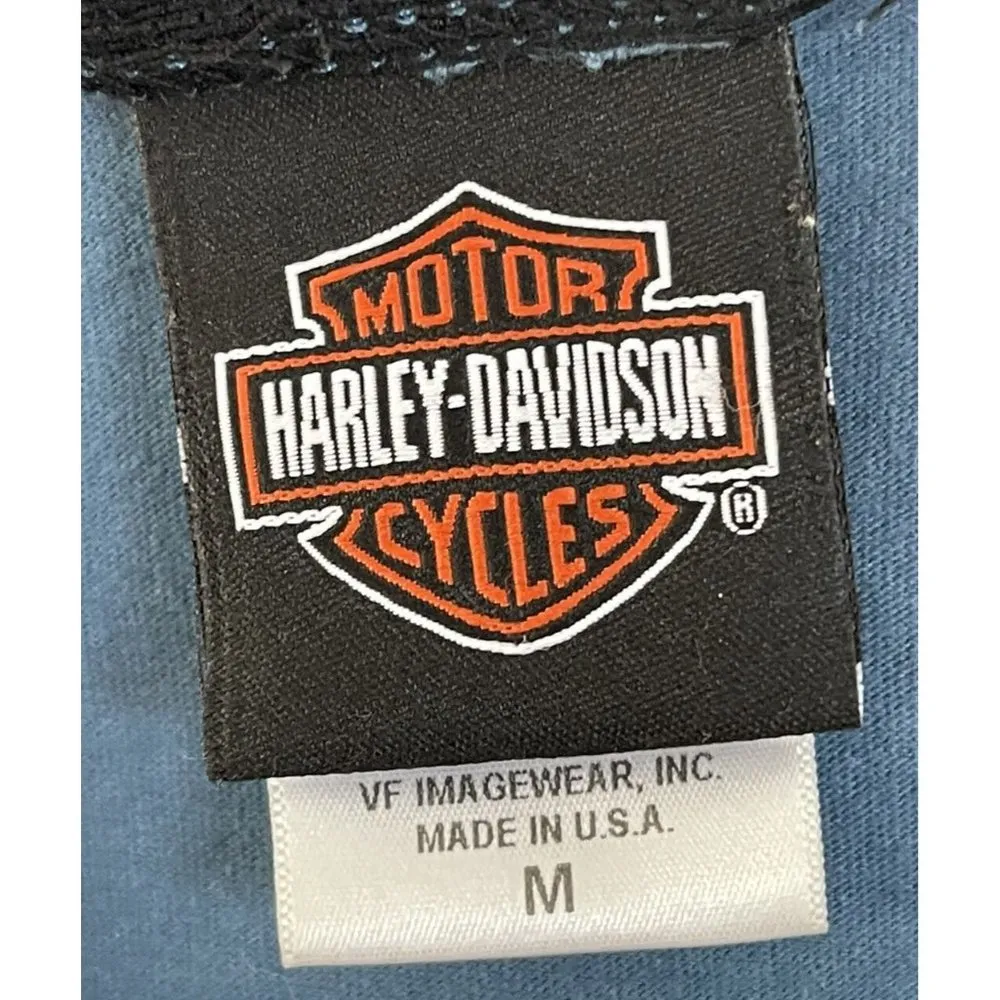 MOTOR
HARLEY-DAVIDSON
CYCLES
®
VF IMAGEWEAR, INC.
MADE IN U.S.A.
M